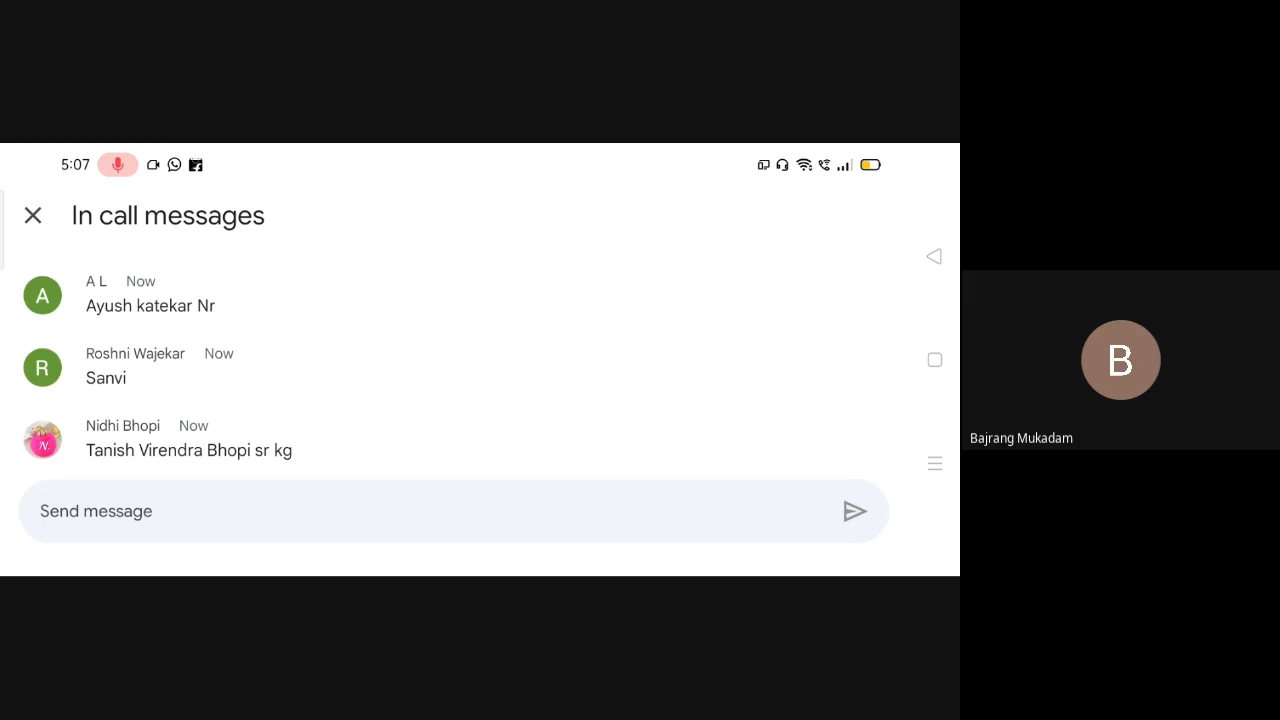 5:07
In call messages
A
A L Now
Ayush katekar Nr
R
Roshni Wajekar Now
Sanvi
N.
Nidhi Bhopi Now
Tanish Virendra Bhopi sr kg
Send message
B
Bajrang Mukadam